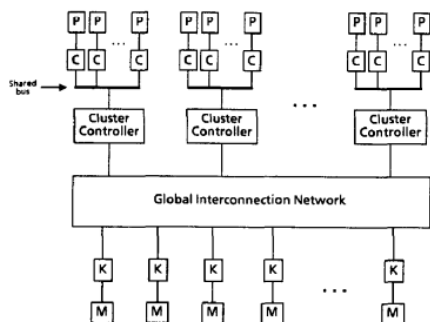 P P ... P P P ... P P P ... P
C C C C C C C C C
Shared
bus
Cluster
Controller
Cluster
Controller
...
Cluster
Controller
Global Interconnection Network
K K K K K
...
M M M M M